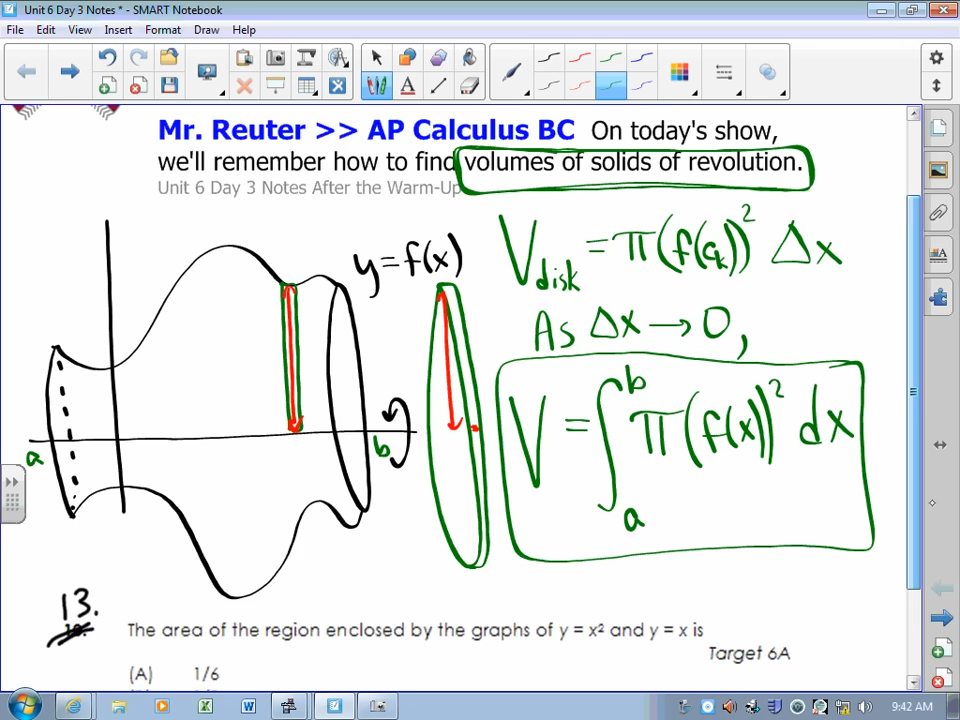 Unit 6 Day 3 Notes * - SMART Notebook
File Edit View Insert Format Draw Help
Mr. Reuter >> AP Calculus BC On today's show,
we'll remember how to find volumes of solids of revolution.
Unit 6 Day 3 Notes After the Warm-Up
y=f(x)
V disk = π(f(a))² Δx
As Δx → 0,
V = ∫ₐᵇ π(f(x))² dx
a
b
13.
The area of the region enclosed by the graphs of y = x² and y = x is
Target 6A
(A) 1/6
9:42 AM